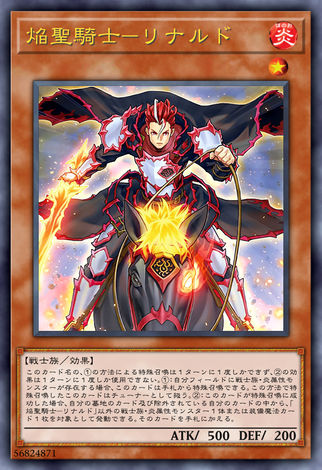 焔聖騎士-リナルド
ほのお
炎
【戦士族／効果】
このカード名の、①の方法による特殊召喚は１ターンに１度しかできず、②の効
果は１ターンに１度しか使用できない。①：自分フィールドに戦士族・炎属性モ
ンスターが存在する場合、このカードは手札から特殊召喚できる。この方法で特
殊召喚したこのカードはチューナーとして扱う。②：このカードが特殊召喚に成
功した場合、自分の墓地のカード及び除外されている自分のカードの中から、「
焔聖騎士－リナルド」以外の戦士族・炎属性モンスター１体または装備魔法カー
ド１枚を対象として発動できる。そのカードを手札に加える。
ATK/ 500 DEF/ 200
56824871